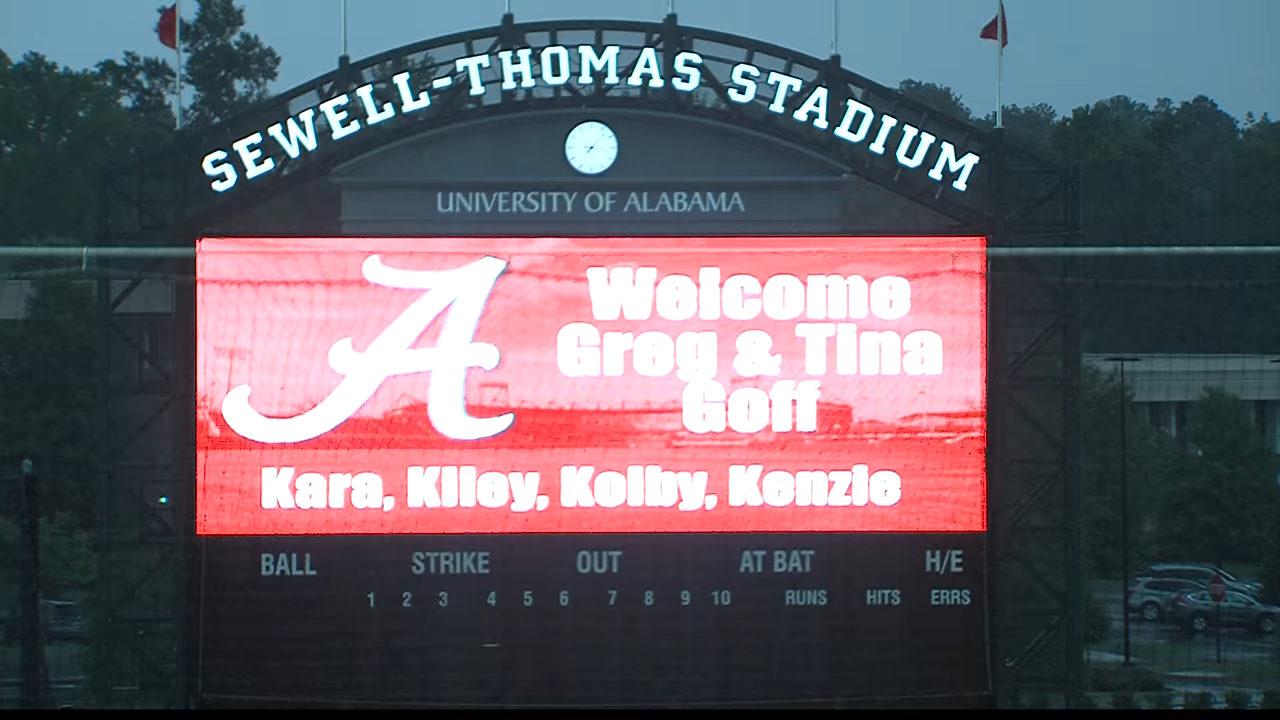 SEWELL-THOMAS STADIUM
UNIVERSITY OF ALABAMA
A
Welcome
Greg & Tina
Goff
Kara, Kiley, Kolby, Kenzie
BALL STRIKE OUT AT BAT H/E
1 2 3 4 5 6 7 8 9 10 RUNS HITS ERRS